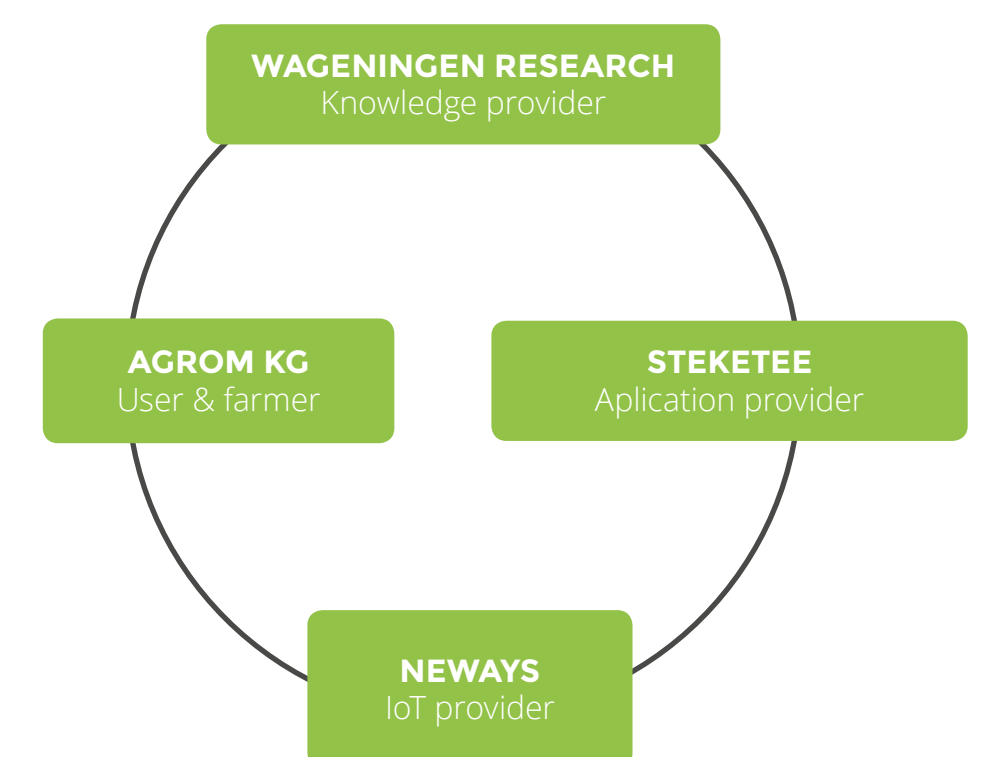 WAGENINGEN RESEARCH
Knowledge provider
AGROM KG
User & farmer
STEKETEE
Aplication provider
NEWAYS
IoT provider